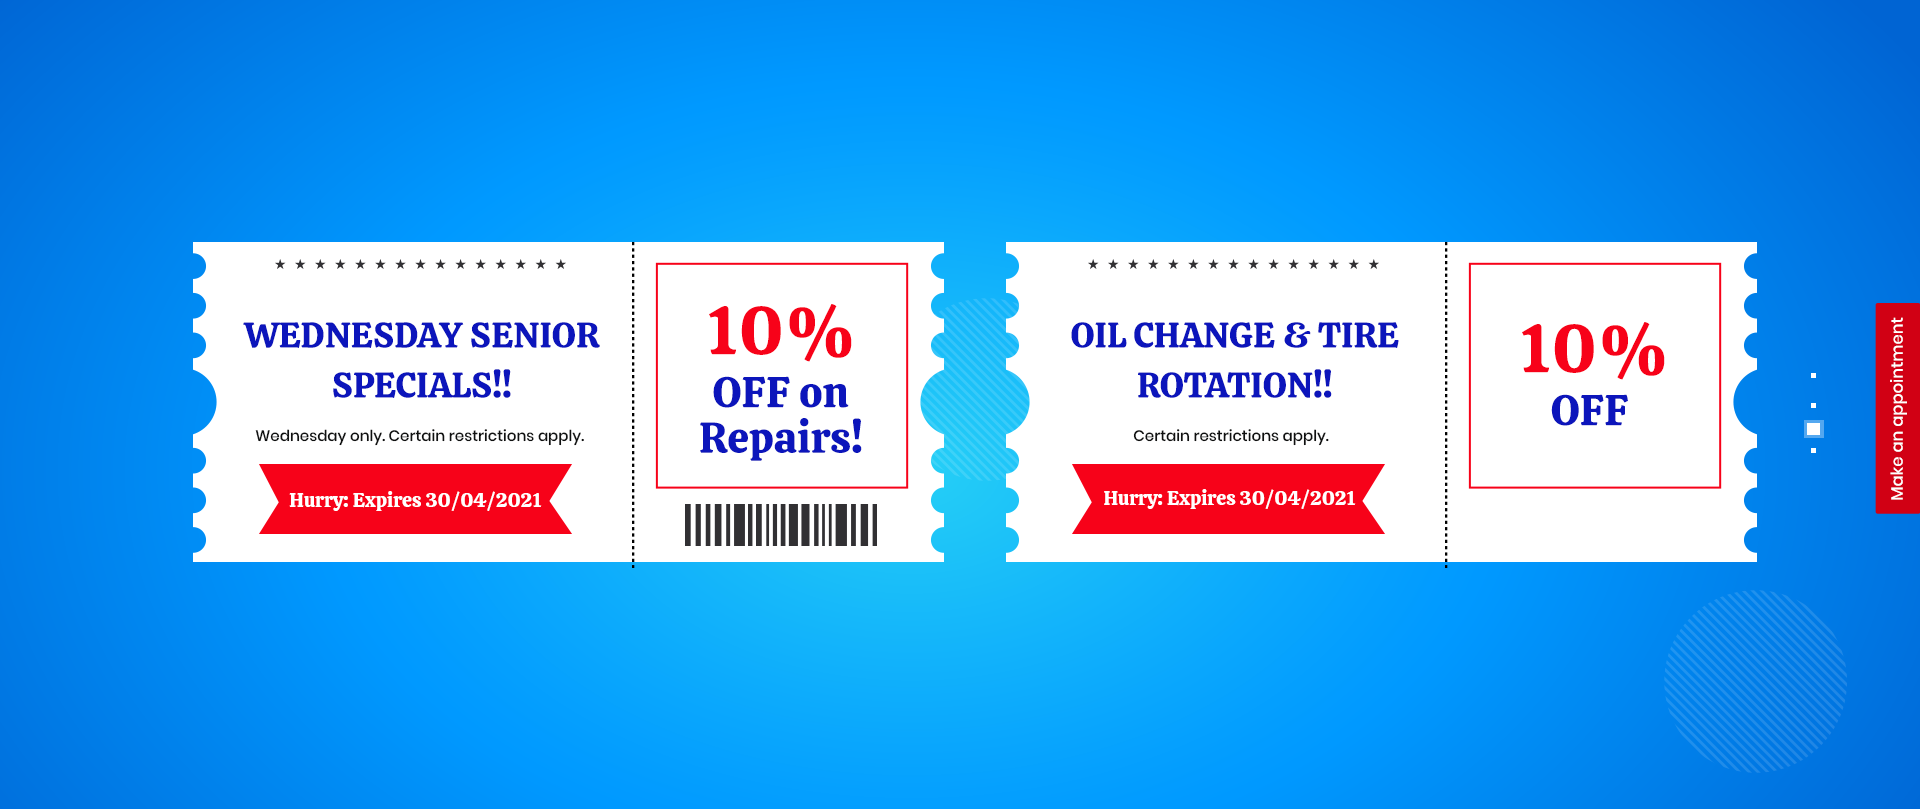 WEDNESDAY SENIOR
SPECIALS!!
Wednesday only. Certain restrictions apply.
Hurry: Expires 30/04/2021
10%
OFF on
Repairs!
OIL CHANGE & TIRE
ROTATION!!
Certain restrictions apply.
Hurry: Expires 30/04/2021
10%
OFF
Make an appointment